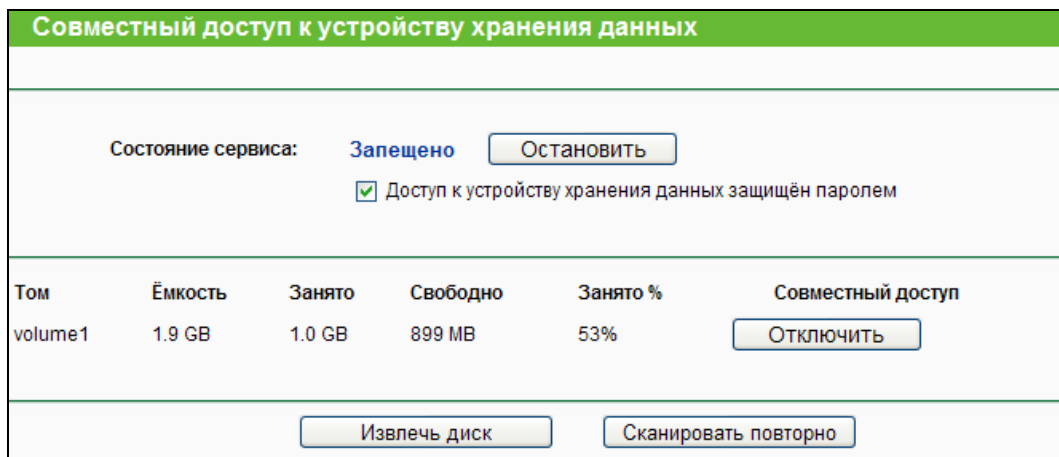 Совместный доступ к устройству хранения данных
Состояние сервиса: Запещено Остановить
Доступ к устройству хранения данных защищён паролем
Том Ёмкость Занято Свободно Занято % Совместный доступ
volume1 1.9 GB 1.0 GB 899 MB 53% Отключить
Извлечь диск Сканировать повторно